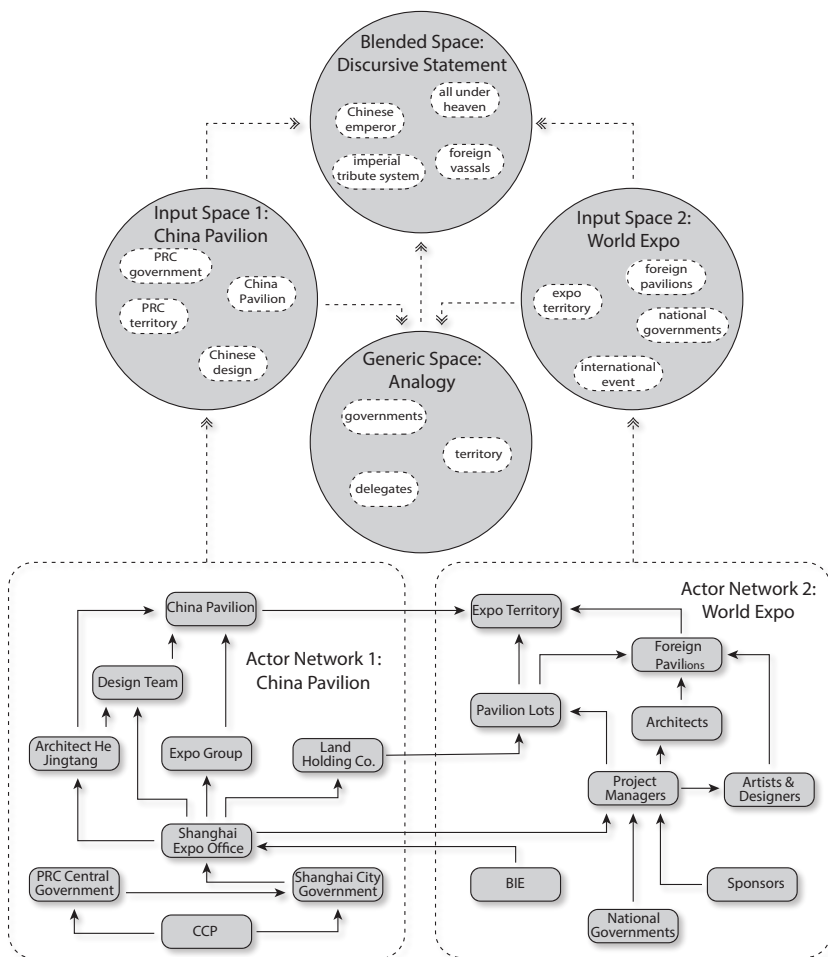 Blended Space:
Discursive Statement
all under
heaven
Chinese
emperor
imperial
tribute system
foreign
vassals
Input Space 1:
China Pavilion
PRC
government
China
Pavilion
PRC
territory
Chinese
design
Input Space 2:
World Expo
foreign
pavilions
expo
territory
national
governments
international
event
Generic Space:
Analogy
governments
territory
delegates
Actor Network 1:
China Pavilion
China Pavilion
Design Team
Architect He
Jingtang
Expo Group
Land
Holding Co.
Shanghai
Expo Office
PRC Central
Government
Shanghai City
Government
CCP
Actor Network 2:
World Expo
Expo Territory
Foreign
Pavilions
Pavilion Lots
Architects
Project
Managers
Artists &
Designers
BIE
Sponsors
National
Governments